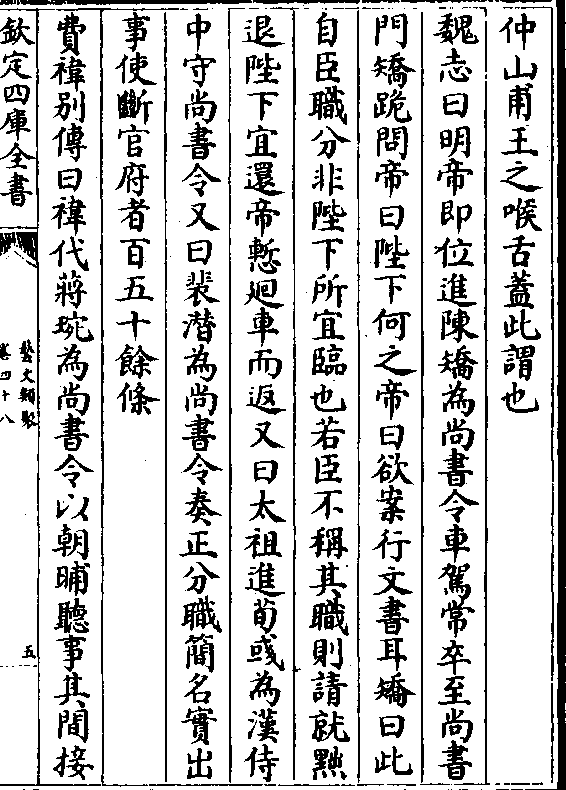 仲山甫王之喉舌蓋此謂也
魏志曰明帝即位進陳矯為尚書令車駕常卒至尚書
門矯跪問帝曰陛下何之帝曰欲案行文書耳矯曰此
自臣職分非陛下所宜臨也若臣不稱其職則請就黜
退陛下宜還帝慙廻車而返又曰太祖進荀彧為漢侍
中守尚書令又曰裴潛為尚書令奏正分職簡名實出
事使斷官府者百五十餘條
費禕別傳曰禕代蔣琬為尚書令以朝晡聽事其間接
欽定四庫全書
藝文類聚
卷四十八
五